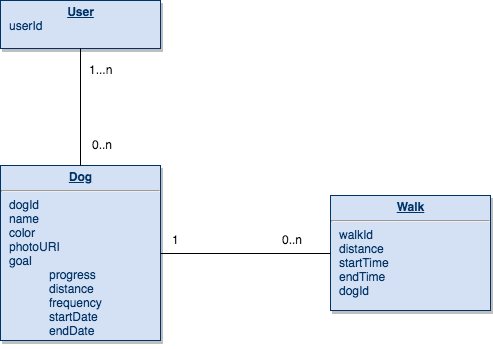 User
userId
1...n
0..n
Dog
dogId
name
color
photoURI
goal
progress
distance
frequency
startDate
endDate
1
0..n
Walk
walkId
distance
startTime
endTime
dogId